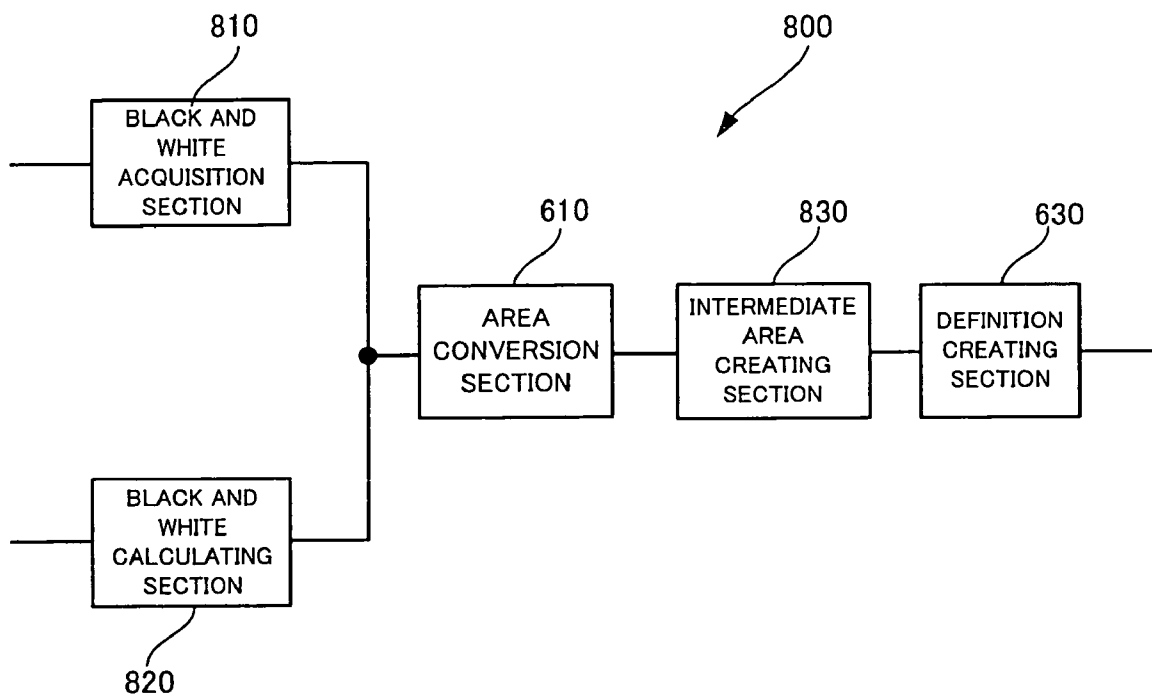 810
800
BLACK AND
WHITE
ACQUISITION
SECTION
610
830
630
AREA
CONVERSION
SECTION
INTERMEDIATE
AREA
CREATING
SECTION
DEFINITION
CREATING
SECTION
BLACK AND
WHITE
CALCULATING
SECTION
820